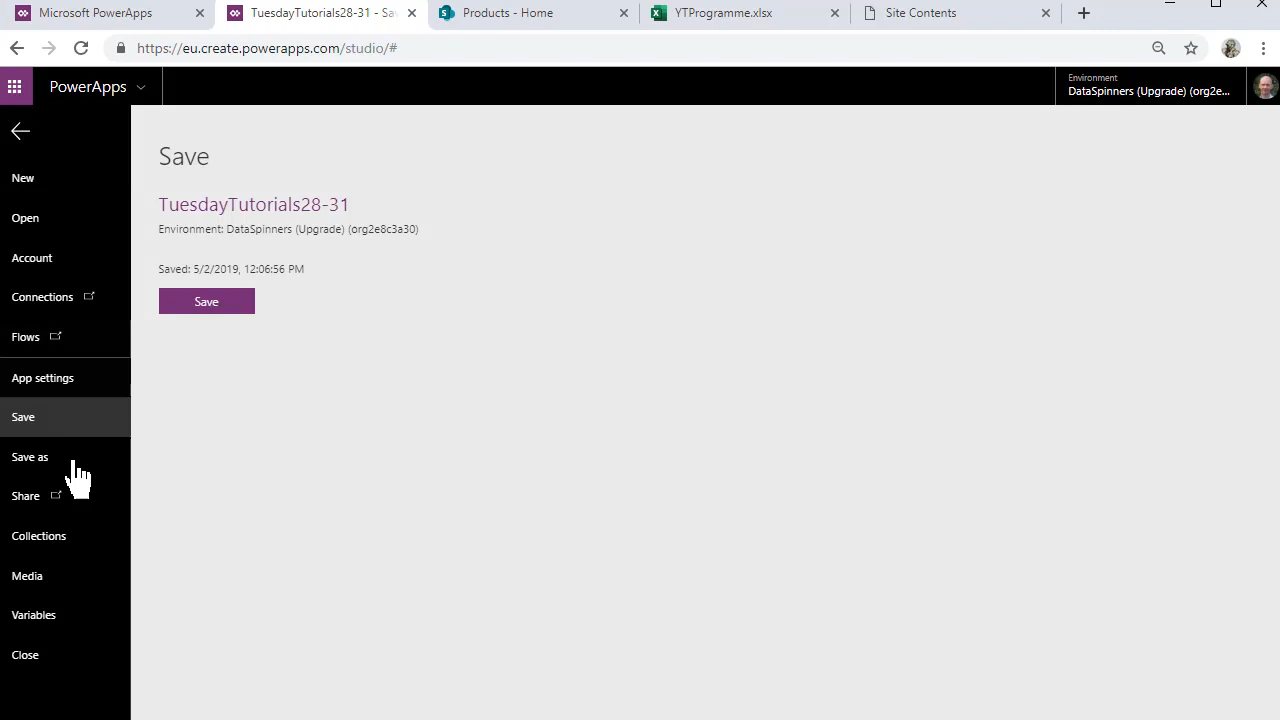 Microsoft PowerApps
TuesdayTutorials28-31 - Sa
Products - Home
YTProgramme.xlsx
Site Contents
https://eu.create.powerapps.com/studio/#
PowerApps
Environment
DataSpinners (Upgrade) (org2e...
New
Open
Account
Connections
Flows
App settings
Save
Save as
Share
Collections
Media
Variables
Close
Save
TuesdayTutorials28-31
Environment: DataSpinners (Upgrade) (org2e8c3a30)
Saved: 5/2/2019, 12:06:56 PM
Save